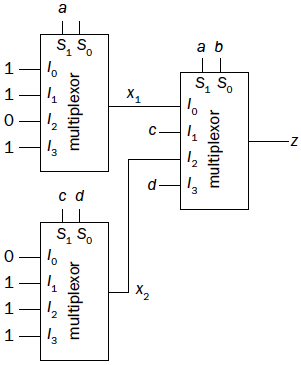 a
S₁ S₀
1 I₀
1 I₁
0 I₂
1 I₃
multiplexor
x₁
a b
S₁ S₀
I₀
c I₁
I₂
d I₃
multiplexor
z
c d
S₁ S₀
0 I₀
1 I₁
1 I₂
1 I₃
multiplexor
x₂